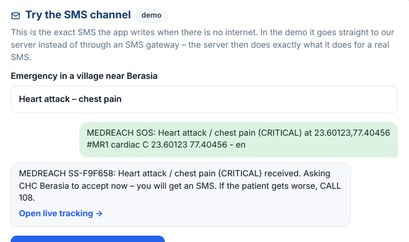 Try the SMS channel demo
This is the exact SMS the app writes when there is no internet. In the demo it goes straight to our
server instead of through an SMS gateway – the server then does exactly what it does for a real
SMS.
Emergency in a village near Berasia
Heart attack – chest pain
MEDREACH SOS: Heart attack / chest pain (CRITICAL) at 23.60123,77.40456
#MR1 cardiac C 23.60123 77.40456 - en
MEDREACH SS-F9F658: Heart attack / chest pain (CRITICAL) received. Asking
CHC Berasia to accept now – you will get an SMS. If the patient gets worse, CALL
108.
Open live tracking →